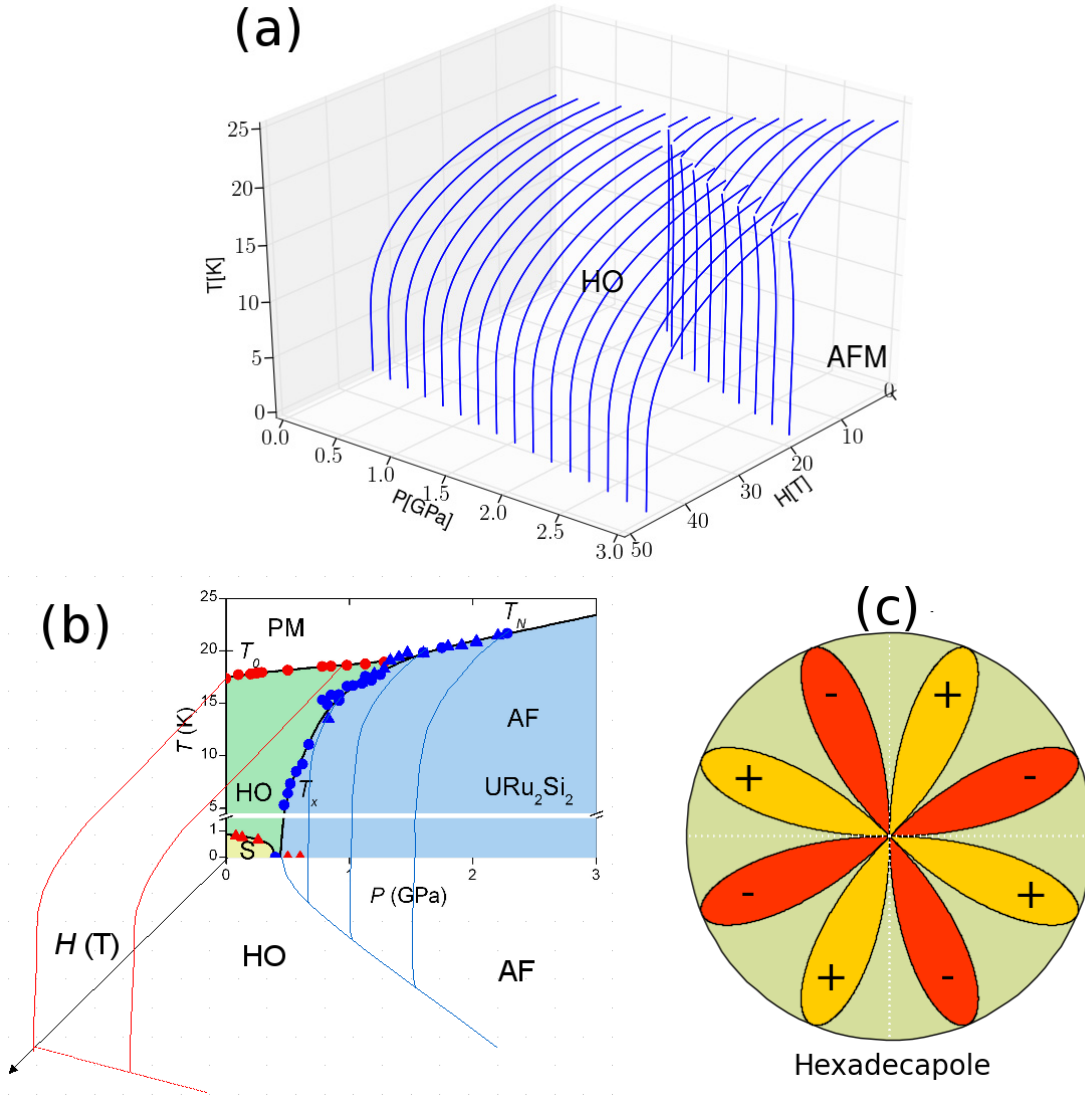 (a)
25
20
15
10
5
0
T[K]
HO
AFM
0.0
0.5
1.0
1.5
2.0
2.5
3.0
P[GPa]
0
10
20
30
40
50
H[T]
(b)
25
20
15
10
5
1
0
T (K)
PM
T₀
T_N
HO
T_x
AF
URu₂Si₂
S
0
1
2
3
P (GPa)
H (T)
HO
AF
(c)
- +
+ -
- +
+ -
Hexadecapole